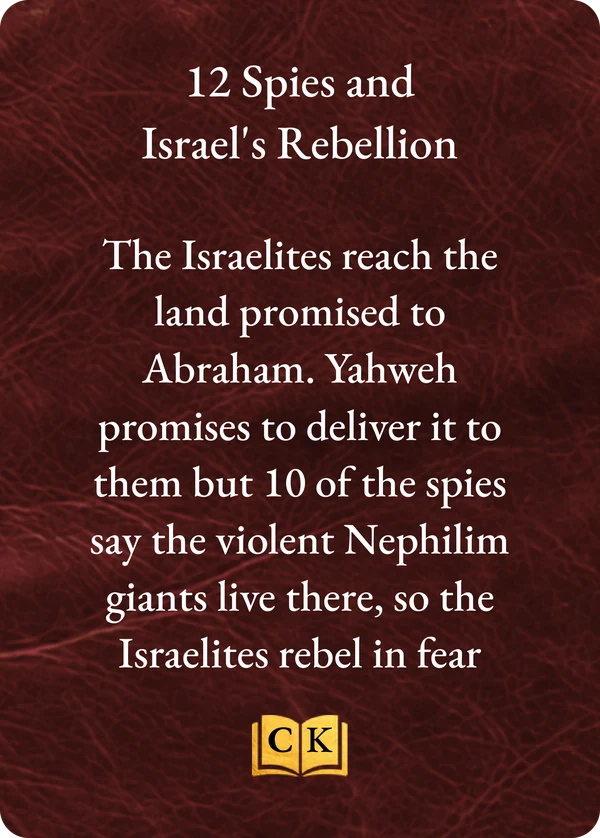 12 Spies and
Israel's Rebellion
The Israelites reach the
land promised to
Abraham. Yahweh
promises to deliver it to
them but 10 of the spies
say the violent Nephilim
giants live there, so the
Israelites rebel in fear
C K